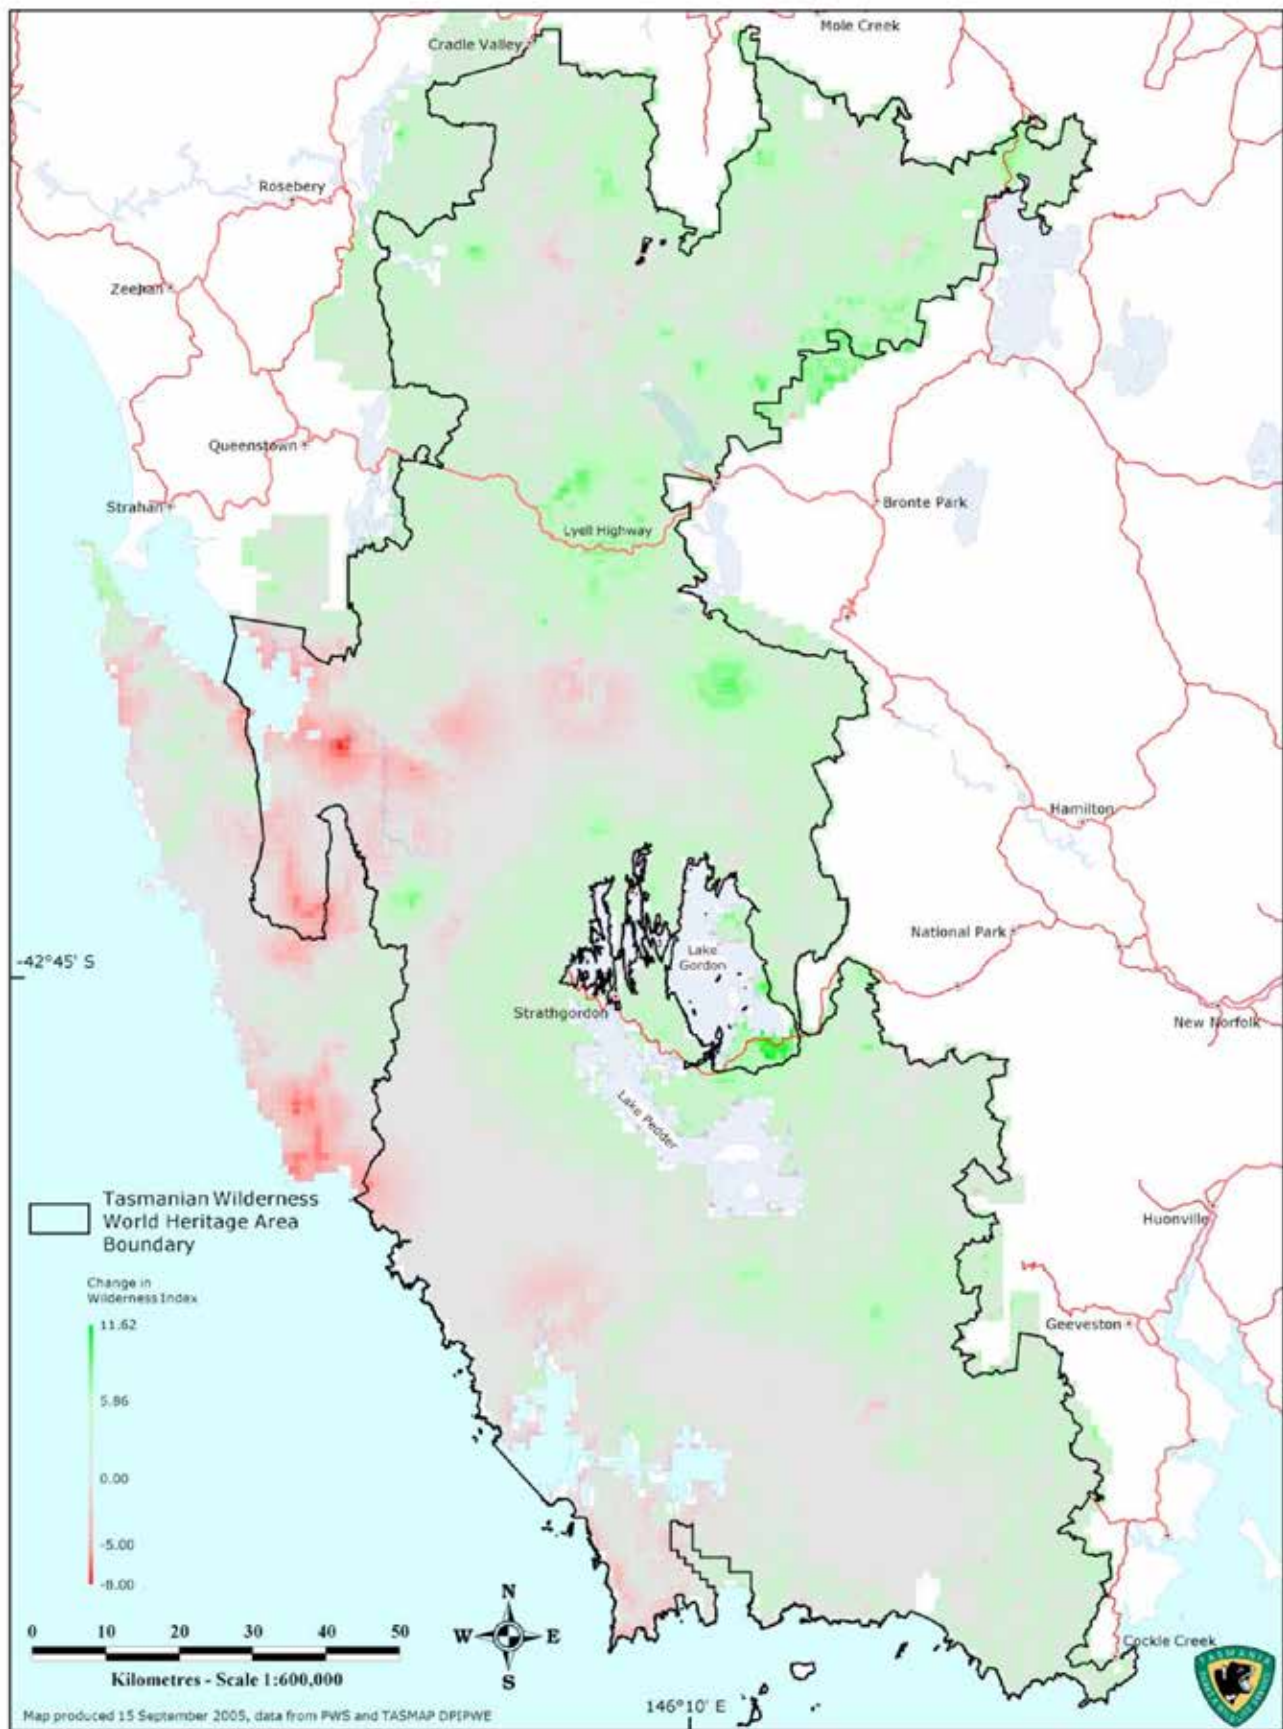 Mole Creek
Cradle Valley
Rosebery
Zeehan
Queenstown
Strahan
Bronte Park
Lyell Highway
Hamilton
National Park
Lake
Gordon
-42°45' S
Strathgordon
New Norfolk
Lake Pedder
Tasmanian Wilderness
World Heritage Area
Boundary
Huonville
Change in
Wilderness Index
11.62
Geeveston
5.86
0.00
-5.00
-8.00
N
W E
S
0 10 20 30 40 50
Kilometres - Scale 1:600,000
Cockle Creek
TASMANIA
146°10' E
Map produced 15 September 2005, data from PWS and TASMAP DPIPWE